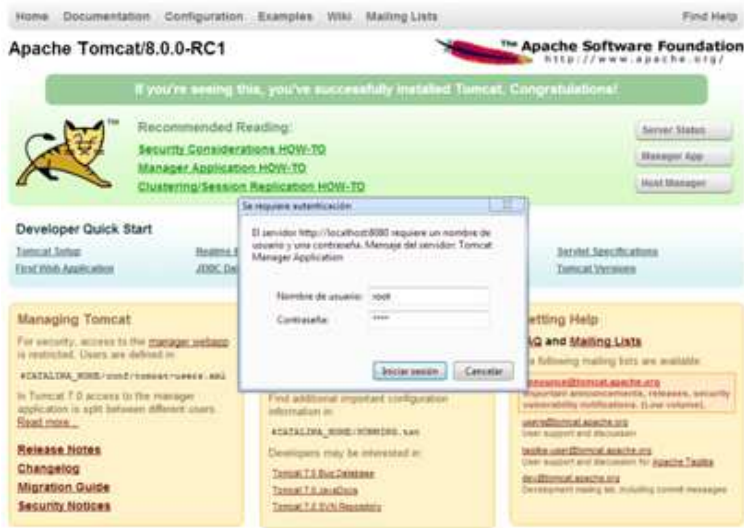 Home Documentation Configuration Examples Wiki Mailing Lists Find Help
Apache Tomcat/8.0.0-RC1
The Apache Software Foundation
http://www.apache.org/
If you're seeing this, you've successfully installed Tomcat. Congratulations!
TM
Recommended Reading:
Security Considerations HOW-TO
Manager Application HOW-TO
Clustering/Session Replication HOW-TO
Server Status
Manager App
Host Manager
Se requiere autenticación
El servidor http://localhost:8080 requiere un nombre de
usuario y una contraseña. Mensaje del servidor: Tomcat
Manager Application
Nombre de usuario: root
Contraseña: ****
Iniciar sesión Cancelar
Developer Quick Start
Tomcat Setup
First Web Application
Realms
JDBC
Servlet Specifications
Tomcat Versions
Managing Tomcat
For security, access to the manager webapp
is restricted. Users are defined in:
$CATALINA_HOME/conf/tomcat-users.xml
In Tomcat 7.0 access to the manager
application is split between different users.
Read more...
Release Notes
Changelog
Migration Guide
Security Notices
Find additional important configuration
information in:
$CATALINA_HOME/RUNNING.txt
Developers may be interested in:
Tomcat 7.0 Bug Database
Tomcat 7.0 JavaDocs
Tomcat 7.0 SVN Repository
etting Help
AQ and Mailing Lists
following mailing lists are available:
announce@tomcat.apache.org
Important announcements, releases, security
vulnerability notifications. (Low volume).
users@tomcat.apache.org
User support and discussion
taglibs-user@tomcat.apache.org
User support and discussion for Apache Taglibs
dev@tomcat.apache.org
Development mailing list, including commit messages